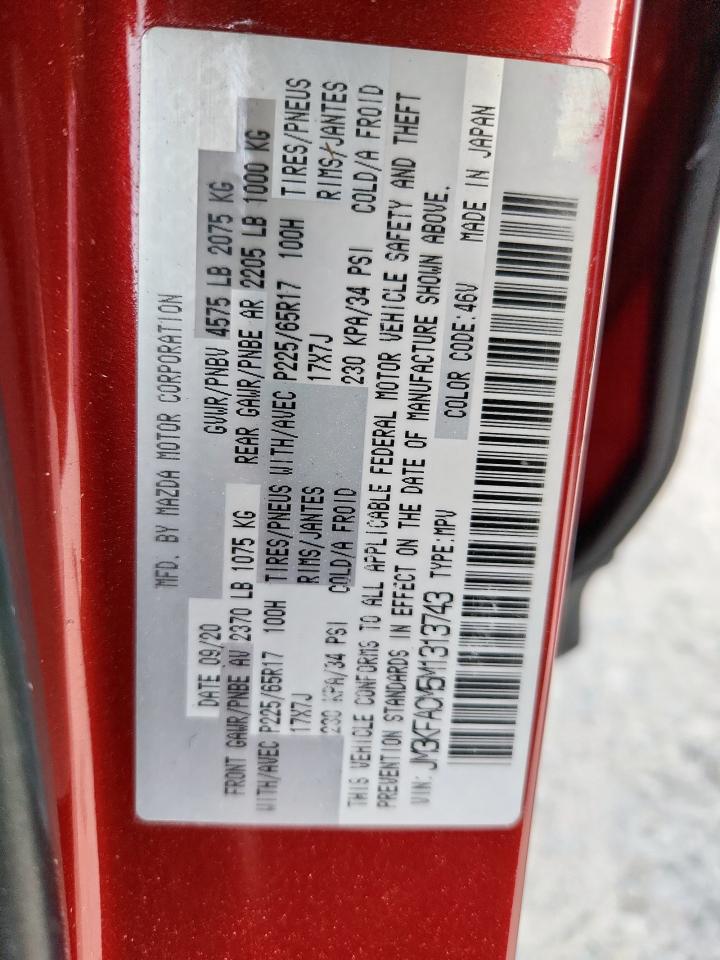 MFD. BY MAZDA MOTOR CORPORATION
DATE 09/20 GVWR/PNBV 4575 LB 2075 KG
FRONT GAWR/PNBE AV 2370 LB 1075 KG REAR GAWR/PNBE AR 2205 LB 1000 KG
WITH/AVEC P225/65R17 100H TIRES/PNEUS WITH/AVEC P225/65R17 100H TIRES/PNEUS
17X7J RIMS/JANTES 17X7J RIMS/JANTES
230 KPA/34 PSI COLD/A FROID 230 KPA/34 PSI COLD/A FROID
THIS VEHICLE CONFORMS TO ALL APPLICABLE FEDERAL MOTOR VEHICLE SAFETY AND THEFT
PREVENTION STANDARDS IN EFFECT ON THE DATE OF MANUFACTURE SHOWN ABOVE.
VIN: JM3KFACM5M1313743 TYPE:MPV COLOR CODE:46V MADE IN JAPAN